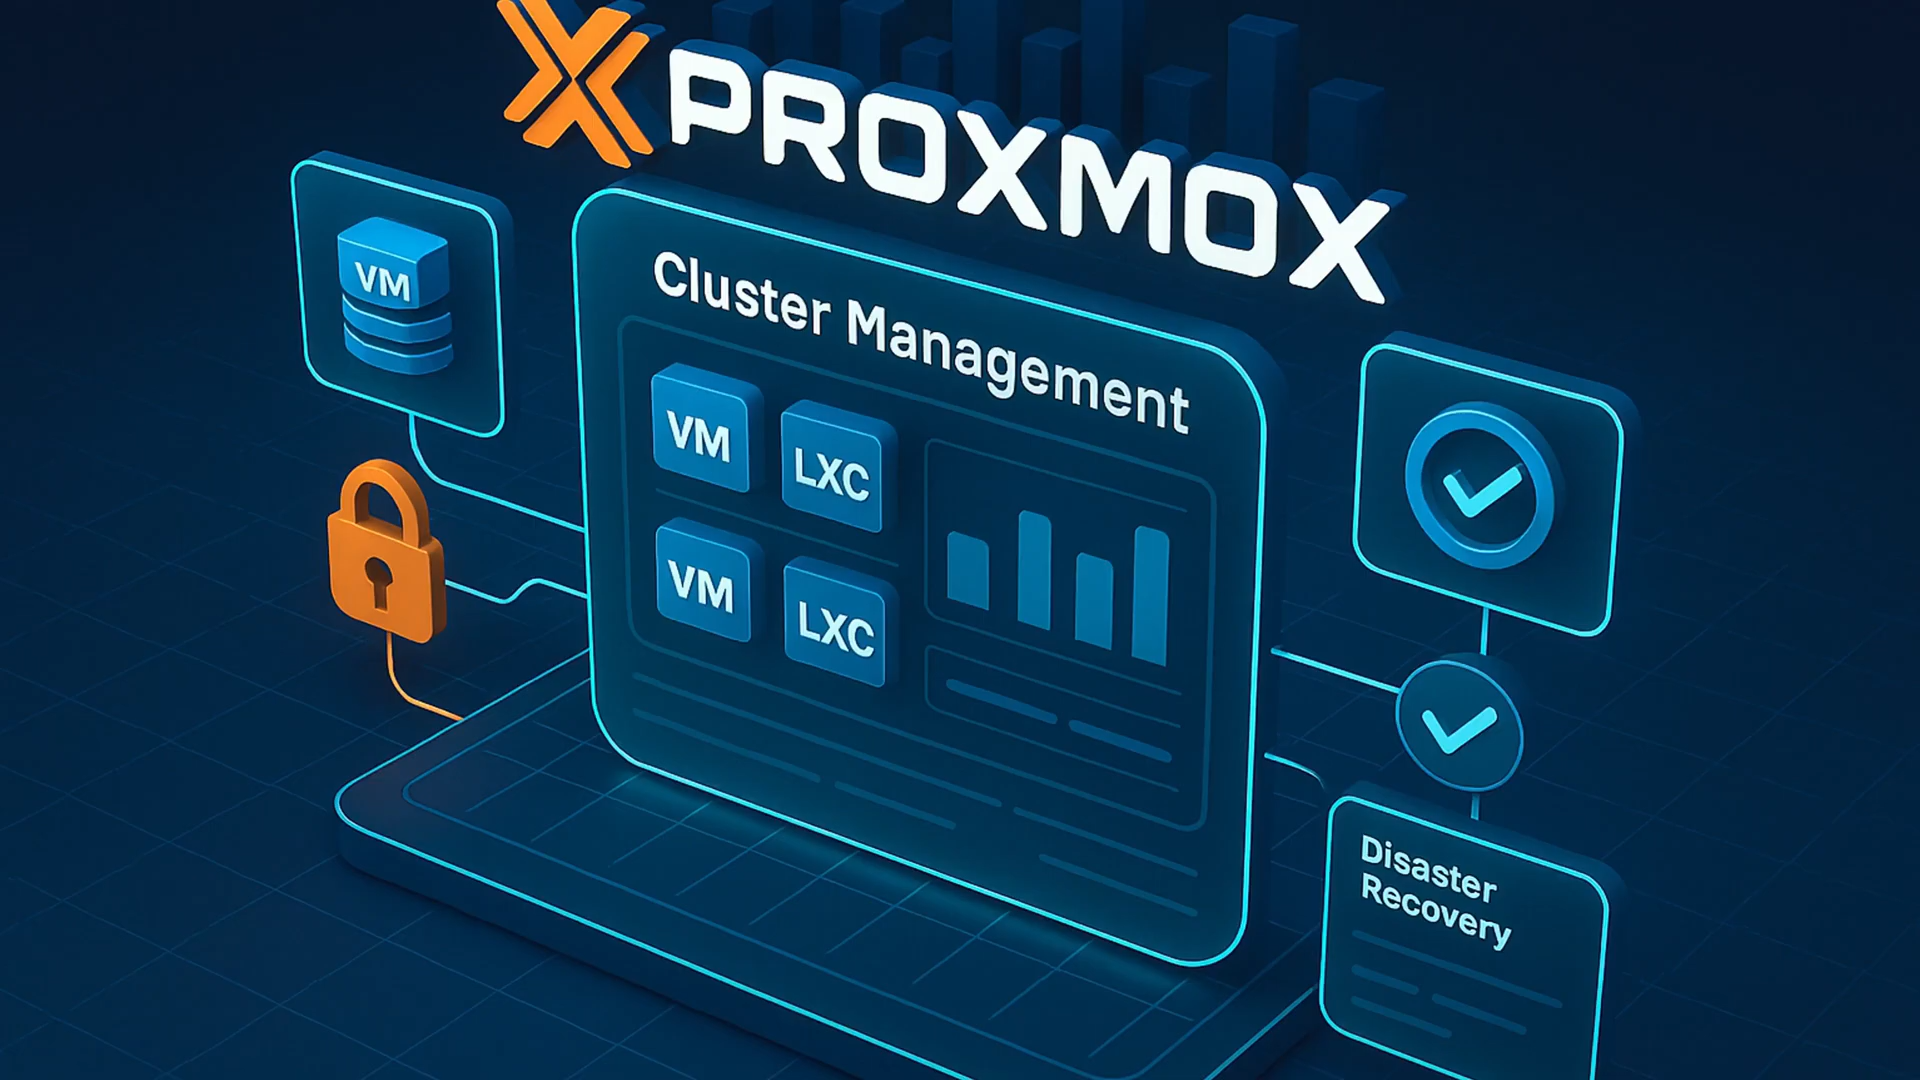 PROXMOX
Cluster Management
VM
VM
LXC
VM
LXC
Disaster
Recovery